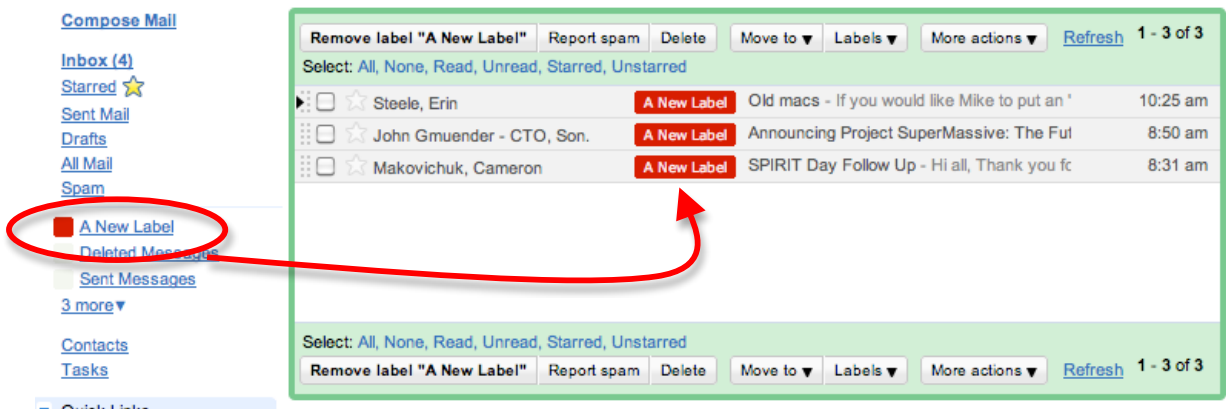 Compose Mail
Inbox (4)
Starred
Sent Mail
Drafts
All Mail
Spam
A New Label
Deleted Messages
Sent Messages
3 more▼
Contacts
Tasks
Quick Links
Remove label "A New Label" Report spam Delete Move to ▼ Labels ▼ More actions ▼ Refresh 1 - 3 of 3
Select: All, None, Read, Unread, Starred, Unstarred
Steele, Erin A New Label Old macs - If you would like Mike to put an 10:25 am
John Gmuender - CTO, Son. A New Label Announcing Project SuperMassive: The Fut 8:50 am
Makovichuk, Cameron A New Label SPIRIT Day Follow Up - Hi all, Thank you fc 8:31 am
Select: All, None, Read, Unread, Starred, Unstarred
Remove label "A New Label" Report spam Delete Move to ▼ Labels ▼ More actions ▼ Refresh 1 - 3 of 3